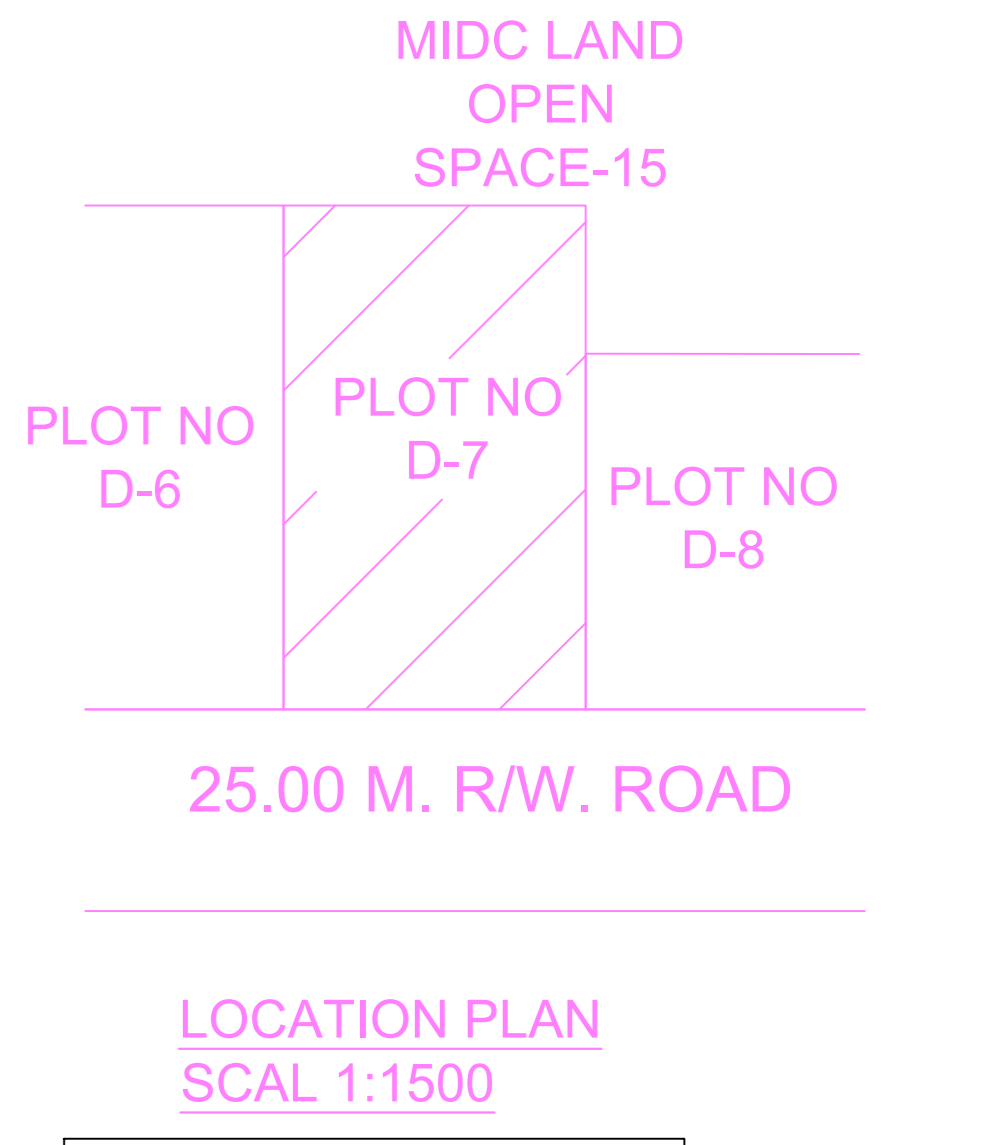 MIDC LAND
OPEN
SPACE-15
PLOT NO
D-6
PLOT NO
D-7
PLOT NO
D-8
25.00 M. R/W. ROAD
LOCATION PLAN
SCAL 1:1500